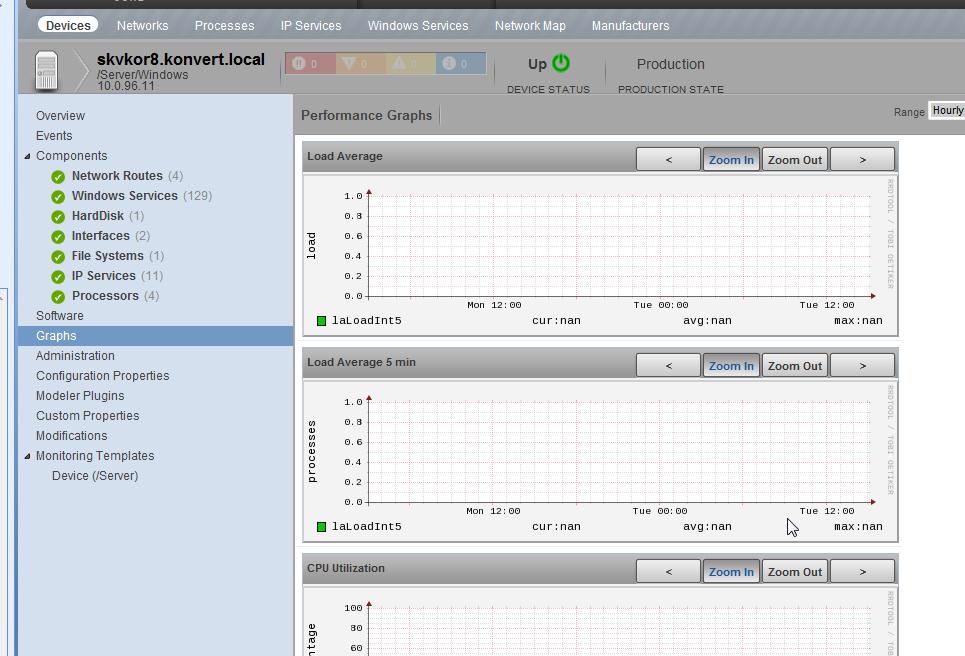 Devices Networks Processes IP Services Windows Services Network Map Manufacturers
skvkor8.konvert.local
/Server/Windows
10.0.96.11
0 0 0 0
Up
DEVICE STATUS
Production
PRODUCTION STATE
Overview
Events
Components
Network Routes (4)
Windows Services (129)
HardDisk (1)
Interfaces (2)
File Systems (1)
IP Services (11)
Processors (4)
Software
Graphs
Administration
Configuration Properties
Modeler Plugins
Custom Properties
Modifications
Monitoring Templates
Device (/Server)
Performance Graphs
Range Hourly
Load Average < Zoom In Zoom Out >
1.0
0.8
0.6
0.4
0.2
0.0
load
Mon 12:00 Tue 00:00 Tue 12:00
laLoadInt5 cur:nan avg:nan max:nan
RRDTOOL / TOBI OETIKER
Load Average 5 min < Zoom In Zoom Out >
1.0
0.8
0.6
0.4
0.2
0.0
processes
Mon 12:00 Tue 00:00 Tue 12:00
laLoadInt5 cur:nan avg:nan max:nan
RRDTOOL / TOBI OETIKER
CPU Utilization < Zoom In Zoom Out >
100
80
60
ntage
RRDTOOL / TOB